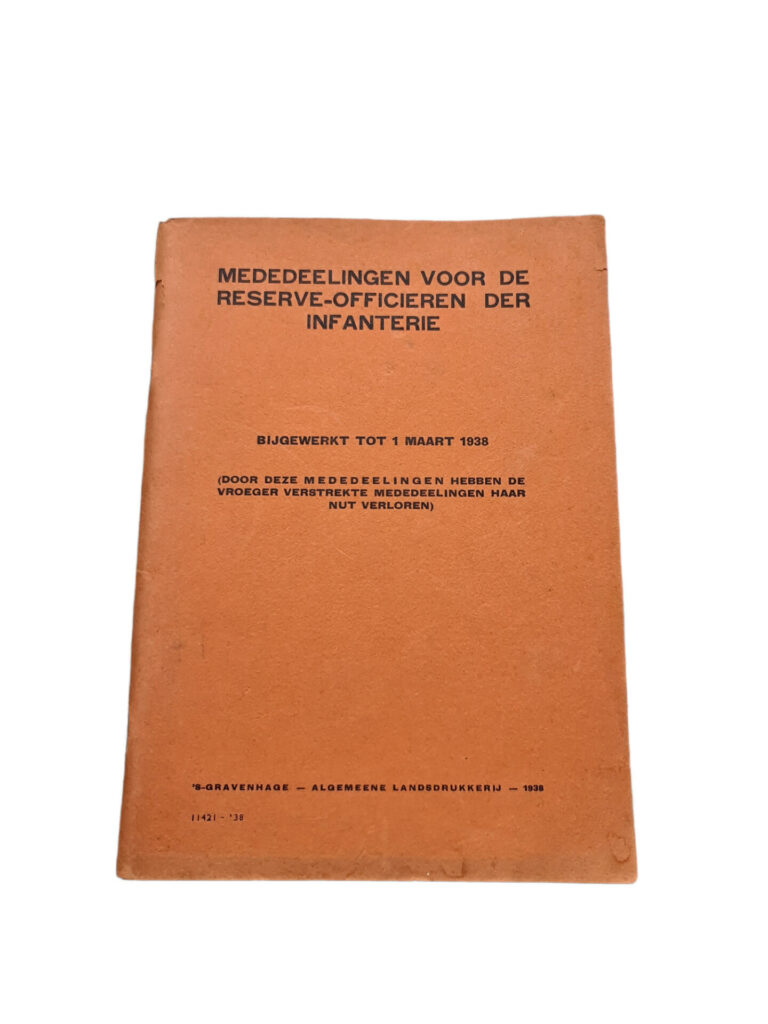 MEDEDEELINGEN VOOR DE
RESERVE-OFFICIEREN DER
INFANTERIE
BIJGEWERKT TOT 1 MAART 1938
(DOOR DEZE MEDEDEELINGEN HEBBEN DE
VROEGER VERSTREKTE MEDEDEELINGEN HAAR
NUT VERLOREN)
'S-GRAVENHAGE — ALGEMEENE LANDSDRUKKERIJ — 1938
11421 - '38